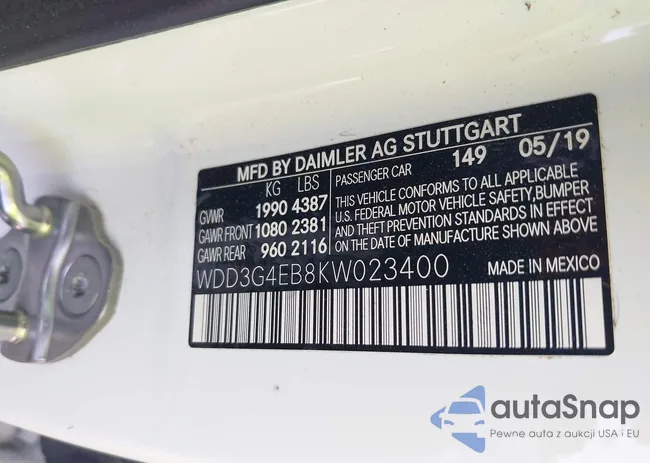 MFD BY DAIMLER AG STUTTGART
KG LBS
GVWR 1990 4387
GAWR FRONT 1080 2381
GAWR REAR 960 2116
PASSENGER CAR 149 05/19
THIS VEHICLE CONFORMS TO ALL APPLICABLE
U.S. FEDERAL MOTOR VEHICLE SAFETY, BUMPER
AND THEFT PREVENTION STANDARDS IN EFFECT
ON THE DATE OF MANUFACTURE SHOWN ABOVE
WDD3G4EB8KW023400
MADE IN MEXICO
autaSnap
Pewne auta z aukcji USA i EU